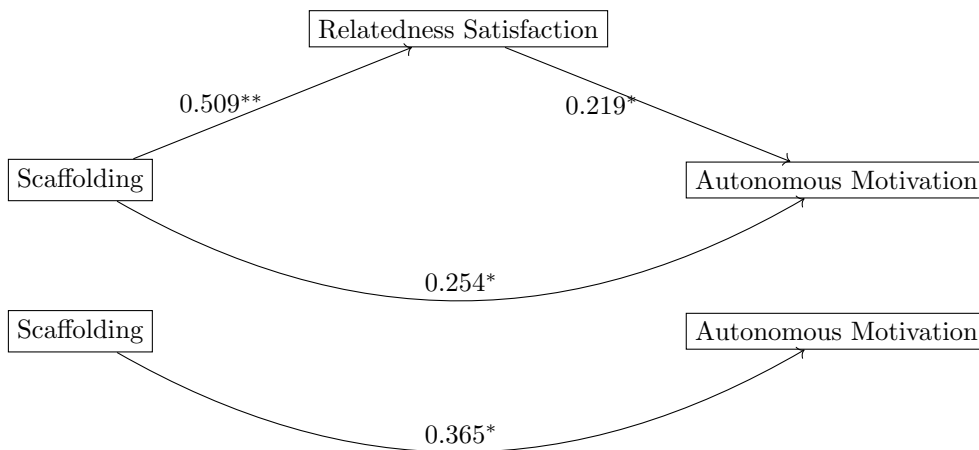 Relatedness Satisfaction
0.509**
0.219*
Scaffolding
Autonomous Motivation
0.254*
Scaffolding
Autonomous Motivation
0.365*